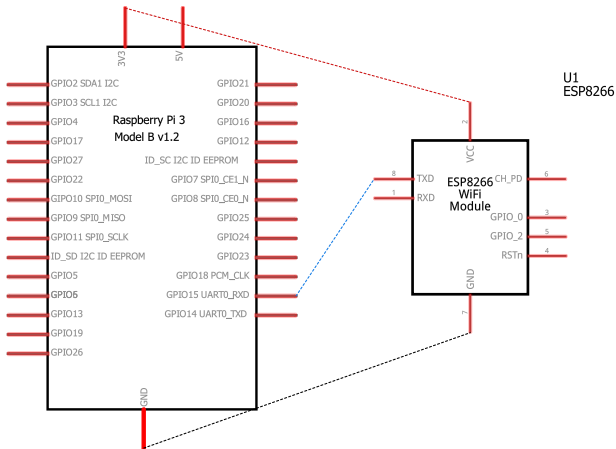 3V3
5V
GPIO2 SDA1 I2C
GPIO3 SCL1 I2C
GPIO4
GPIO17
GPIO27
GPIO22
GIPO10 SPI0_MOSI
GPIO9 SPI0_MISO
GPIO11 SPI0_SCLK
ID_SD I2C ID EEPROM
GPIO5
GPIO6
GPIO13
GPIO19
GPIO26
Raspberry Pi 3
Model B v1.2
GPIO21
GPIO20
GPIO16
GPIO12
ID_SC I2C ID EEPROM
GPIO7 SPI0_CE1_N
GPIO8 SPI0_CE0_N
GPIO25
GPIO24
GPIO23
GPIO18 PCM_CLK
GPIO15 UART0_RXD
GPIO14 UART0_TXD
GND
U1
ESP8266
2
VCC
8
TXD
1
RXD
ESP8266
WiFi
Module
CH_PD
6
GPIO_0
3
GPIO_2
5
RSTn
4
GND
7